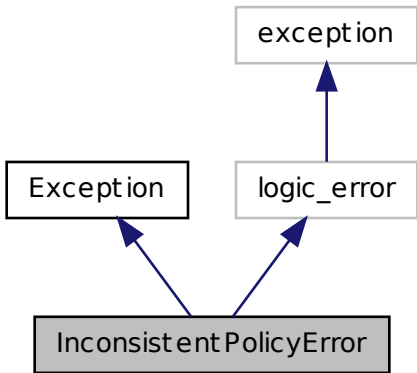 exception
Exception
logic_error
InconsistentPolicyError